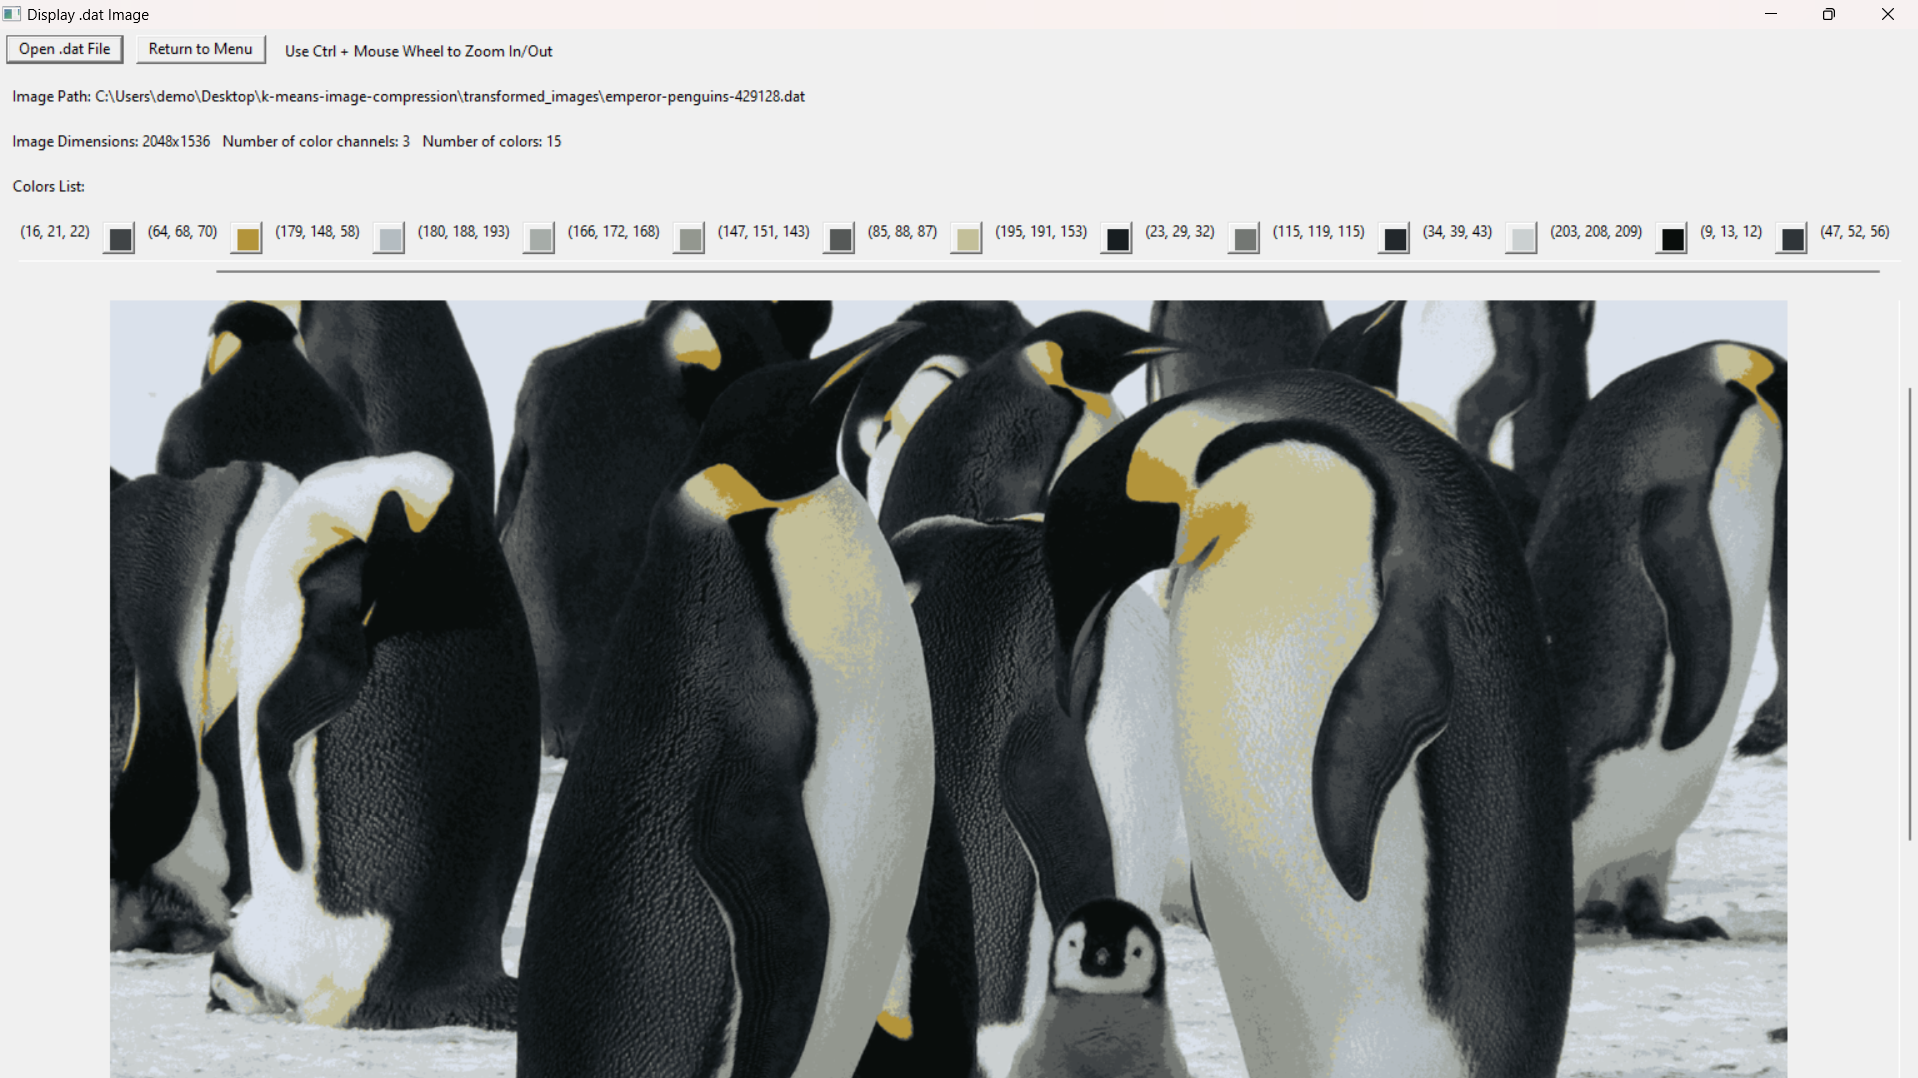 Display .dat Image
Open .dat File Return to Menu Use Ctrl + Mouse Wheel to Zoom In/Out
Image Path: C:\Users\demo\Desktop\k-means-image-compression\transformed_images\emperor-penguins-429128.dat
Image Dimensions: 2048x1536 Number of color channels: 3 Number of colors: 15
Colors List:
(16, 21, 22) (64, 68, 70) (179, 148, 58) (180, 188, 193) (166, 172, 168) (147, 151, 143) (85, 88, 87) (195, 191, 153) (23, 29, 32) (115, 119, 115) (34, 39, 43) (203, 208, 209) (9, 13, 12) (47, 52, 56)